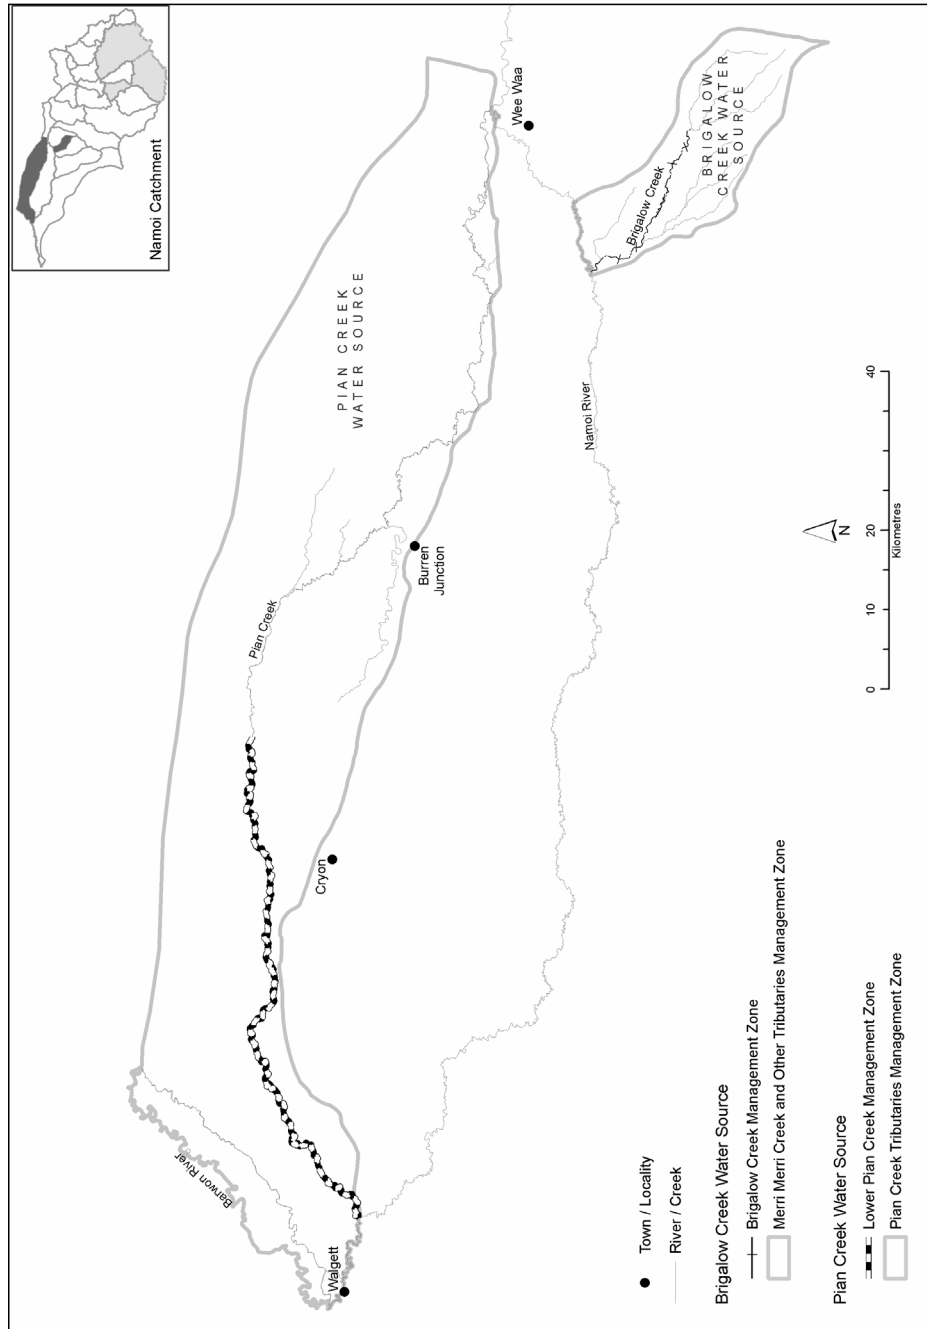 Namoi Catchment
Wee Waa
BRIGALOW
CREEK WATER
SOURCE
Brigalow Creek
PIAN CREEK
WATER SOURCE
Namoi River
Burren
Junction
Pian Creek
Cryon
Barwon River
Walgett
N
0
10
20
40
Kilometres
Town / Locality
River / Creek
Brigalow Creek Water Source
Brigalow Creek Management Zone
Merri Merri Creek and Other Tributaries Management Zone
Pian Creek Water Source
Lower Pian Creek Management Zone
Pian Creek Tributaries Management Zone